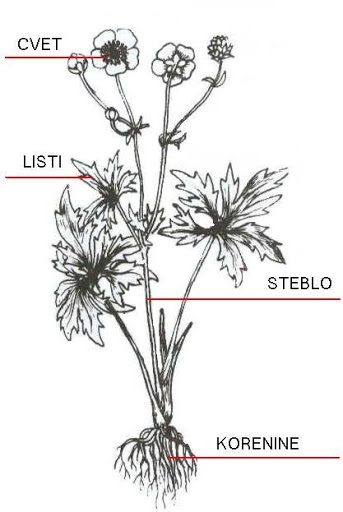 CVET
LISTI
STEBLO
KORENINE